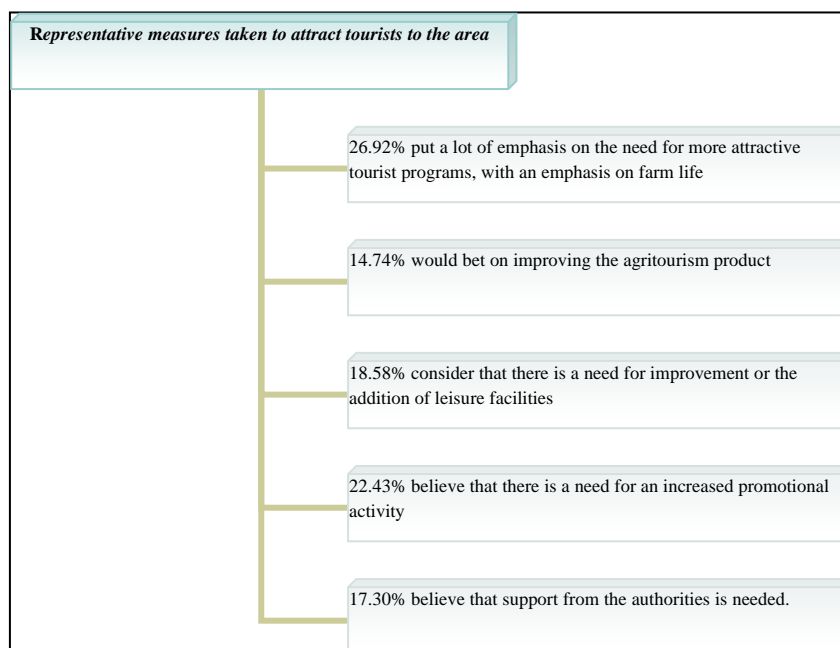 Representative measures taken to attract tourists to the area
26.92% put a lot of emphasis on the need for more attractive
tourist programs, with an emphasis on farm life
14.74% would bet on improving the agritourism product
18.58% consider that there is a need for improvement or the
addition of leisure facilities
22.43% believe that there is a need for an increased promotional
activity
17.30% believe that support from the authorities is needed.